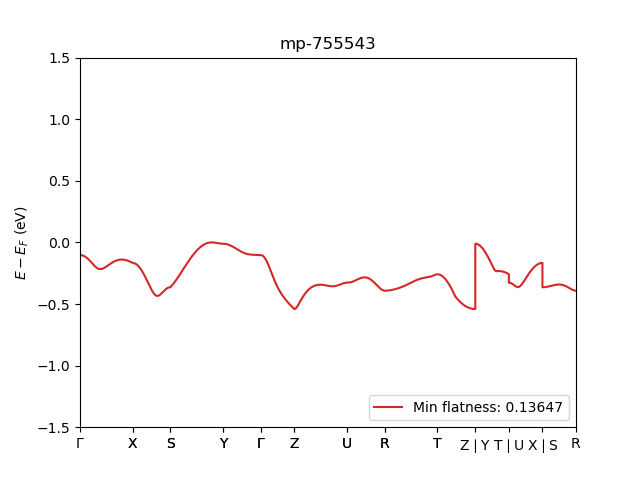 mp-755543
E − E_F (eV)
1.5
1.0
0.5
0.0
−0.5
−1.0
−1.5
Min flatness: 0.13647
Γ X S Y Γ Z U R T Z | Y T | U X | S R